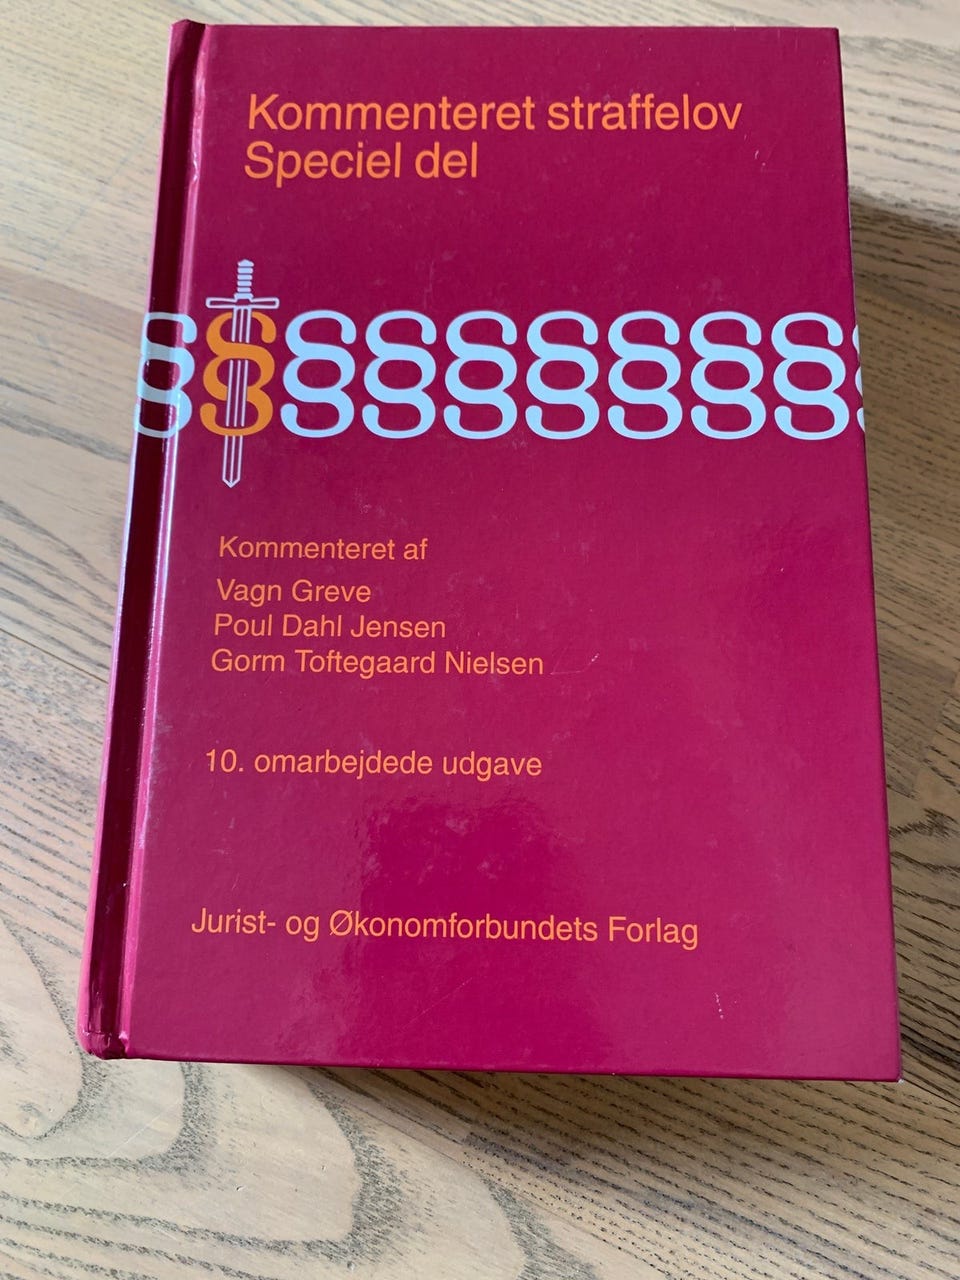 Kommenteret straffelov
Speciel del
§§§§§§§§§§
Kommenteret af
Vagn Greve
Poul Dahl Jensen
Gorm Toftegaard Nielsen
10. omarbejdede udgave
Jurist- og Økonomforbundets Forlag